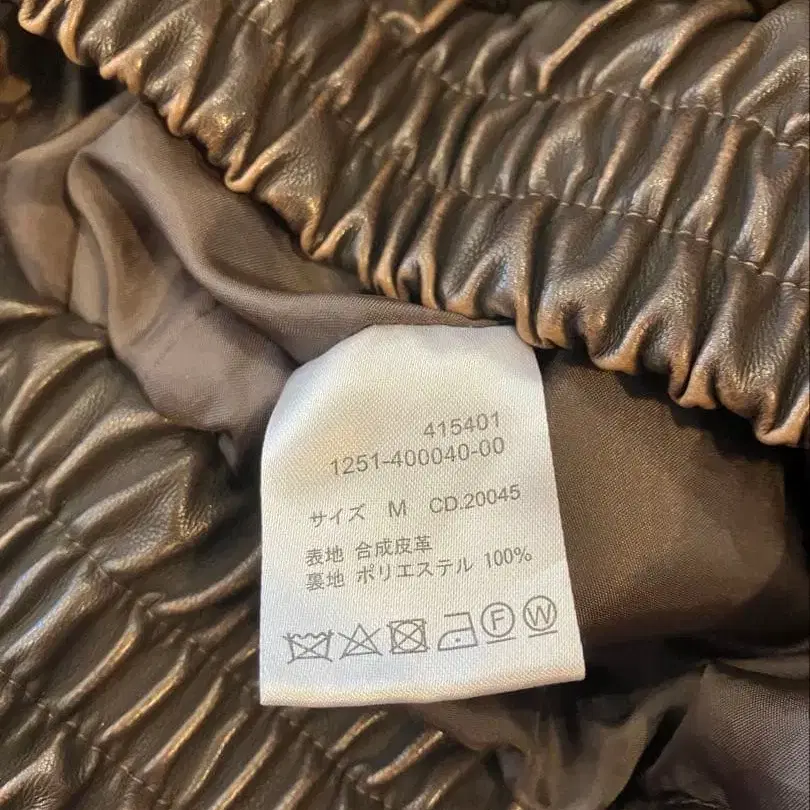 415401
1251-400040-00
サイズ M CD.20045
表地 合成皮革
裏地 ポリエステル 100%
F W